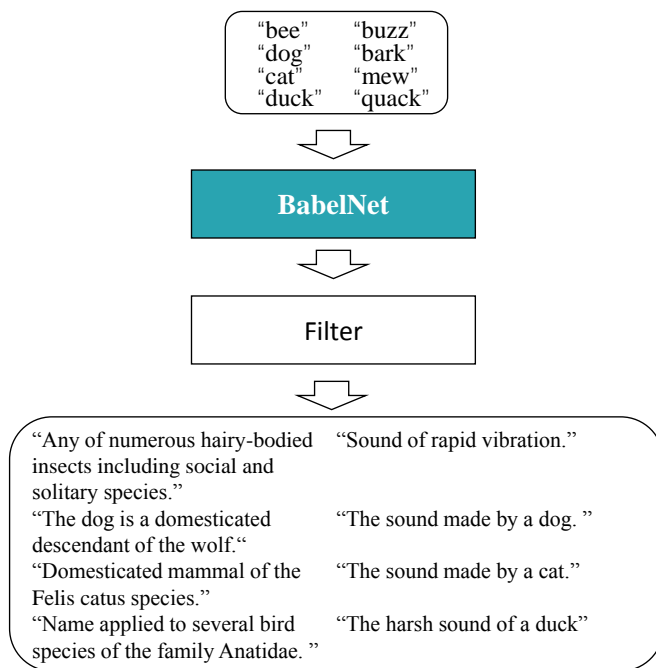 “bee” “buzz”
“dog” “bark”
“cat” “mew”
“duck” “quack”
BabelNet
Filter
“Any of numerous hairy-bodied
insects including social and
solitary species.”
“Sound of rapid vibration.”
“The dog is a domesticated
descendant of the wolf.“
“The sound made by a dog. ”
“Domesticated mammal of the
Felis catus species.”
“The sound made by a cat.”
“Name applied to several bird
species of the family Anatidae. ”
“The harsh sound of a duck”